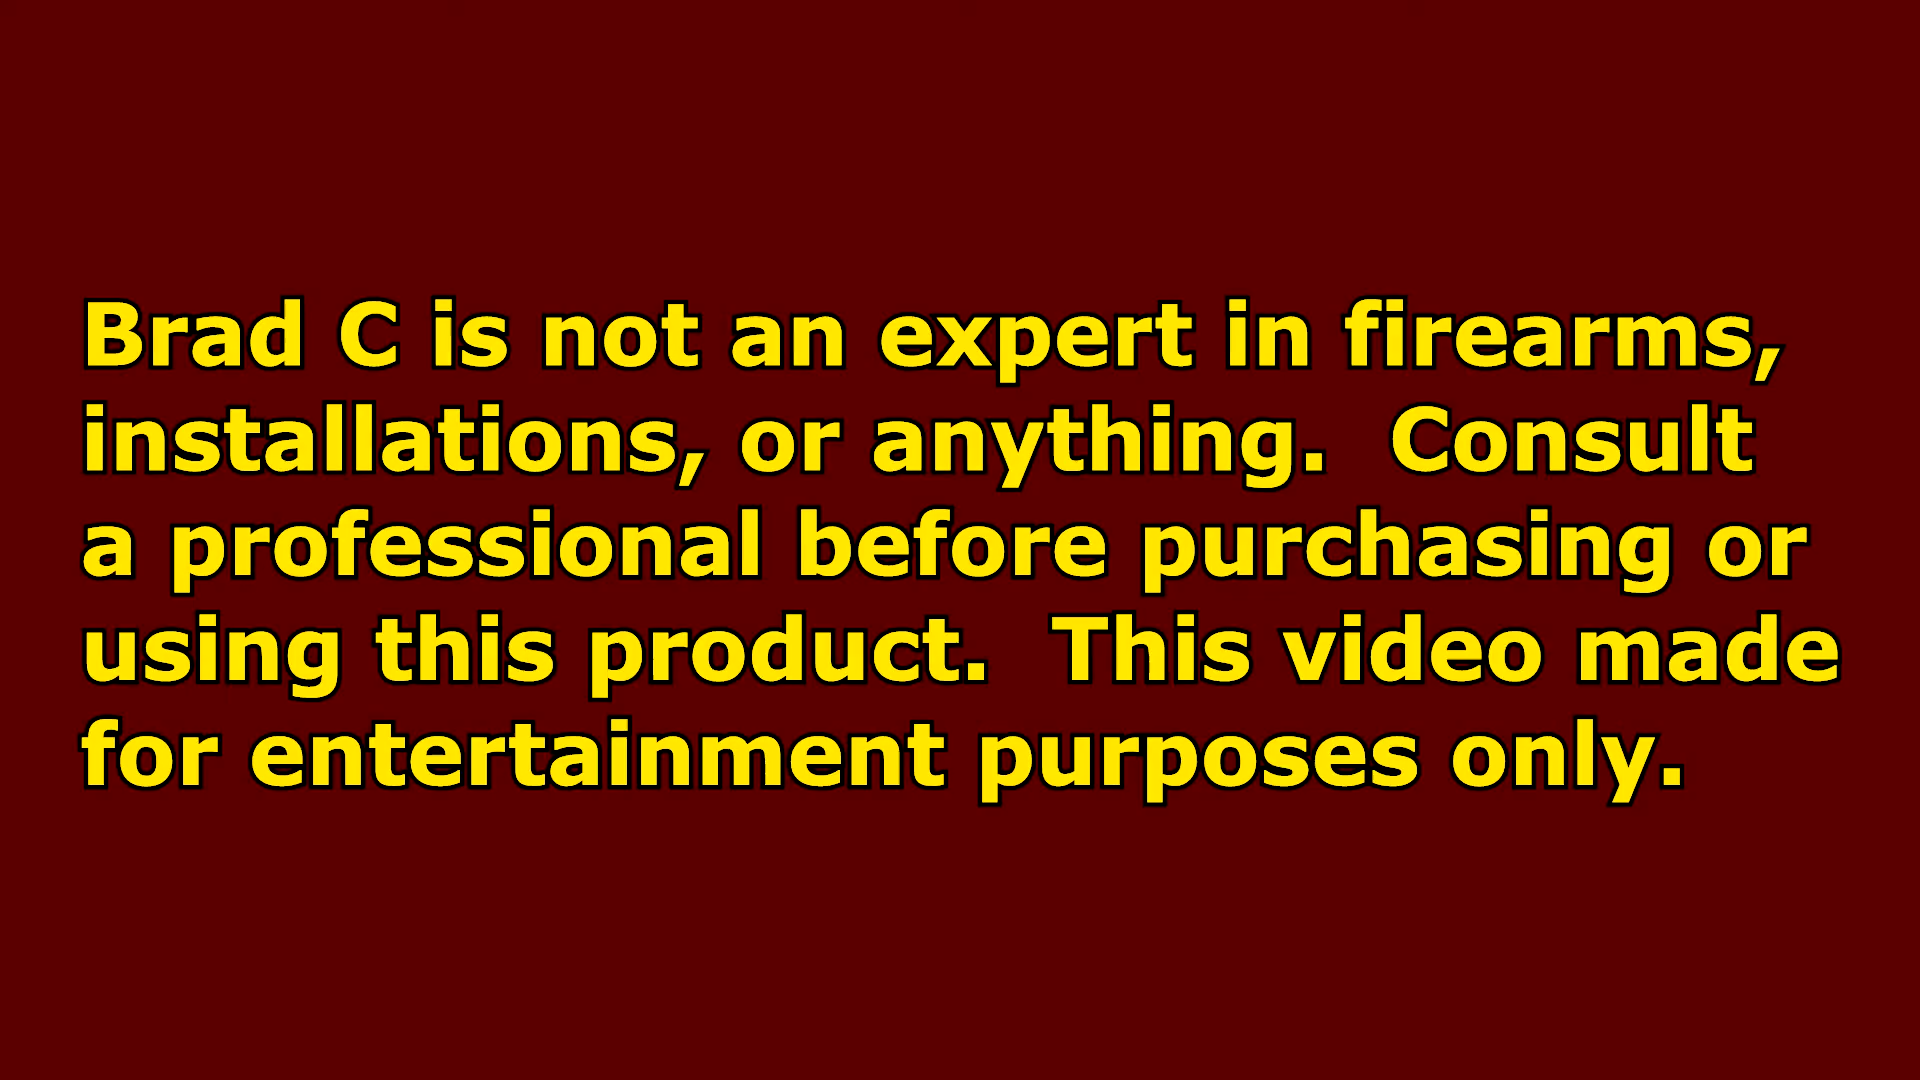 Brad C is not an expert in firearms,
installations, or anything.  Consult
a professional before purchasing or
using this product.  This video made
for entertainment purposes only.